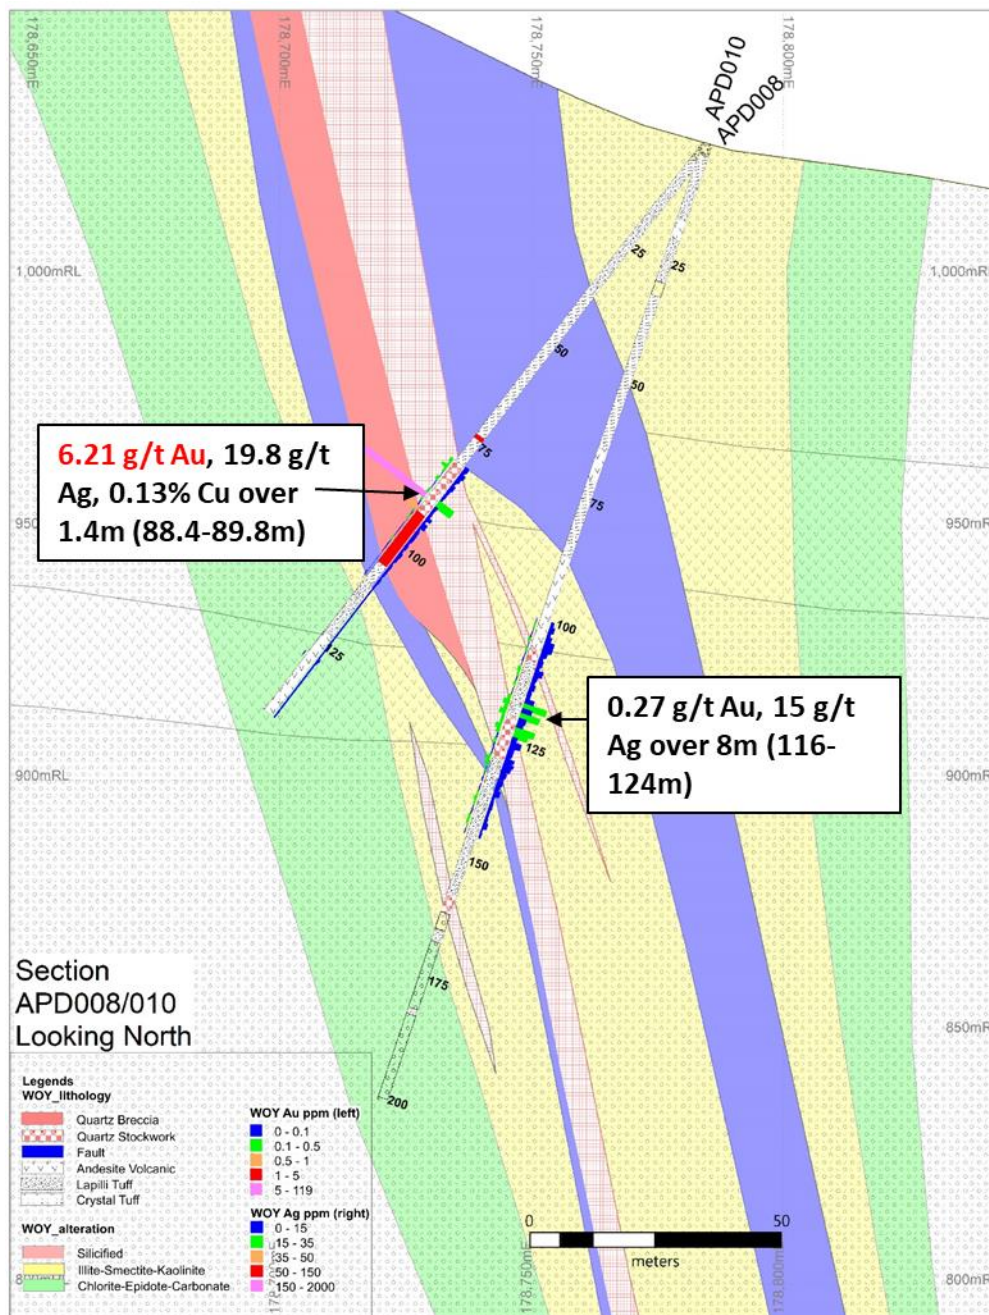 178,650mE
178,700mE
178,750mE
178,800mE
APD010
APD008
25
25
1,000mRL
1,000mRL
50
50
75
75
6.21 g/t Au, 19.8 g/t
Ag, 0.13% Cu over
1.4m (88.4-89.8m)
950mRL
950mRL
100
100
125
0.27 g/t Au, 15 g/t
Ag over 8m (116-
124m)
125
900mRL
900mRL
150
175
200
Section
APD008/010
Looking North
850mRL
Legends
WOY_lithology
Quartz Breccia
Quartz Stockwork
Fault
Andesite Volcanic
Lapilli Tuff
Crystal Tuff
WOY_alteration
Silicified
Illite-Smectite-Kaolinite
Chlorite-Epidote-Carbonate
WOY Au ppm (left)
0 - 0.1
0.1 - 0.5
0.5 - 1
1 - 5
5 - 119
WOY Ag ppm (right)
0 - 15
15 - 35
35 - 50
50 - 150
150 - 2000
0
50
meters
178,750mE
178,800mE
800mRL